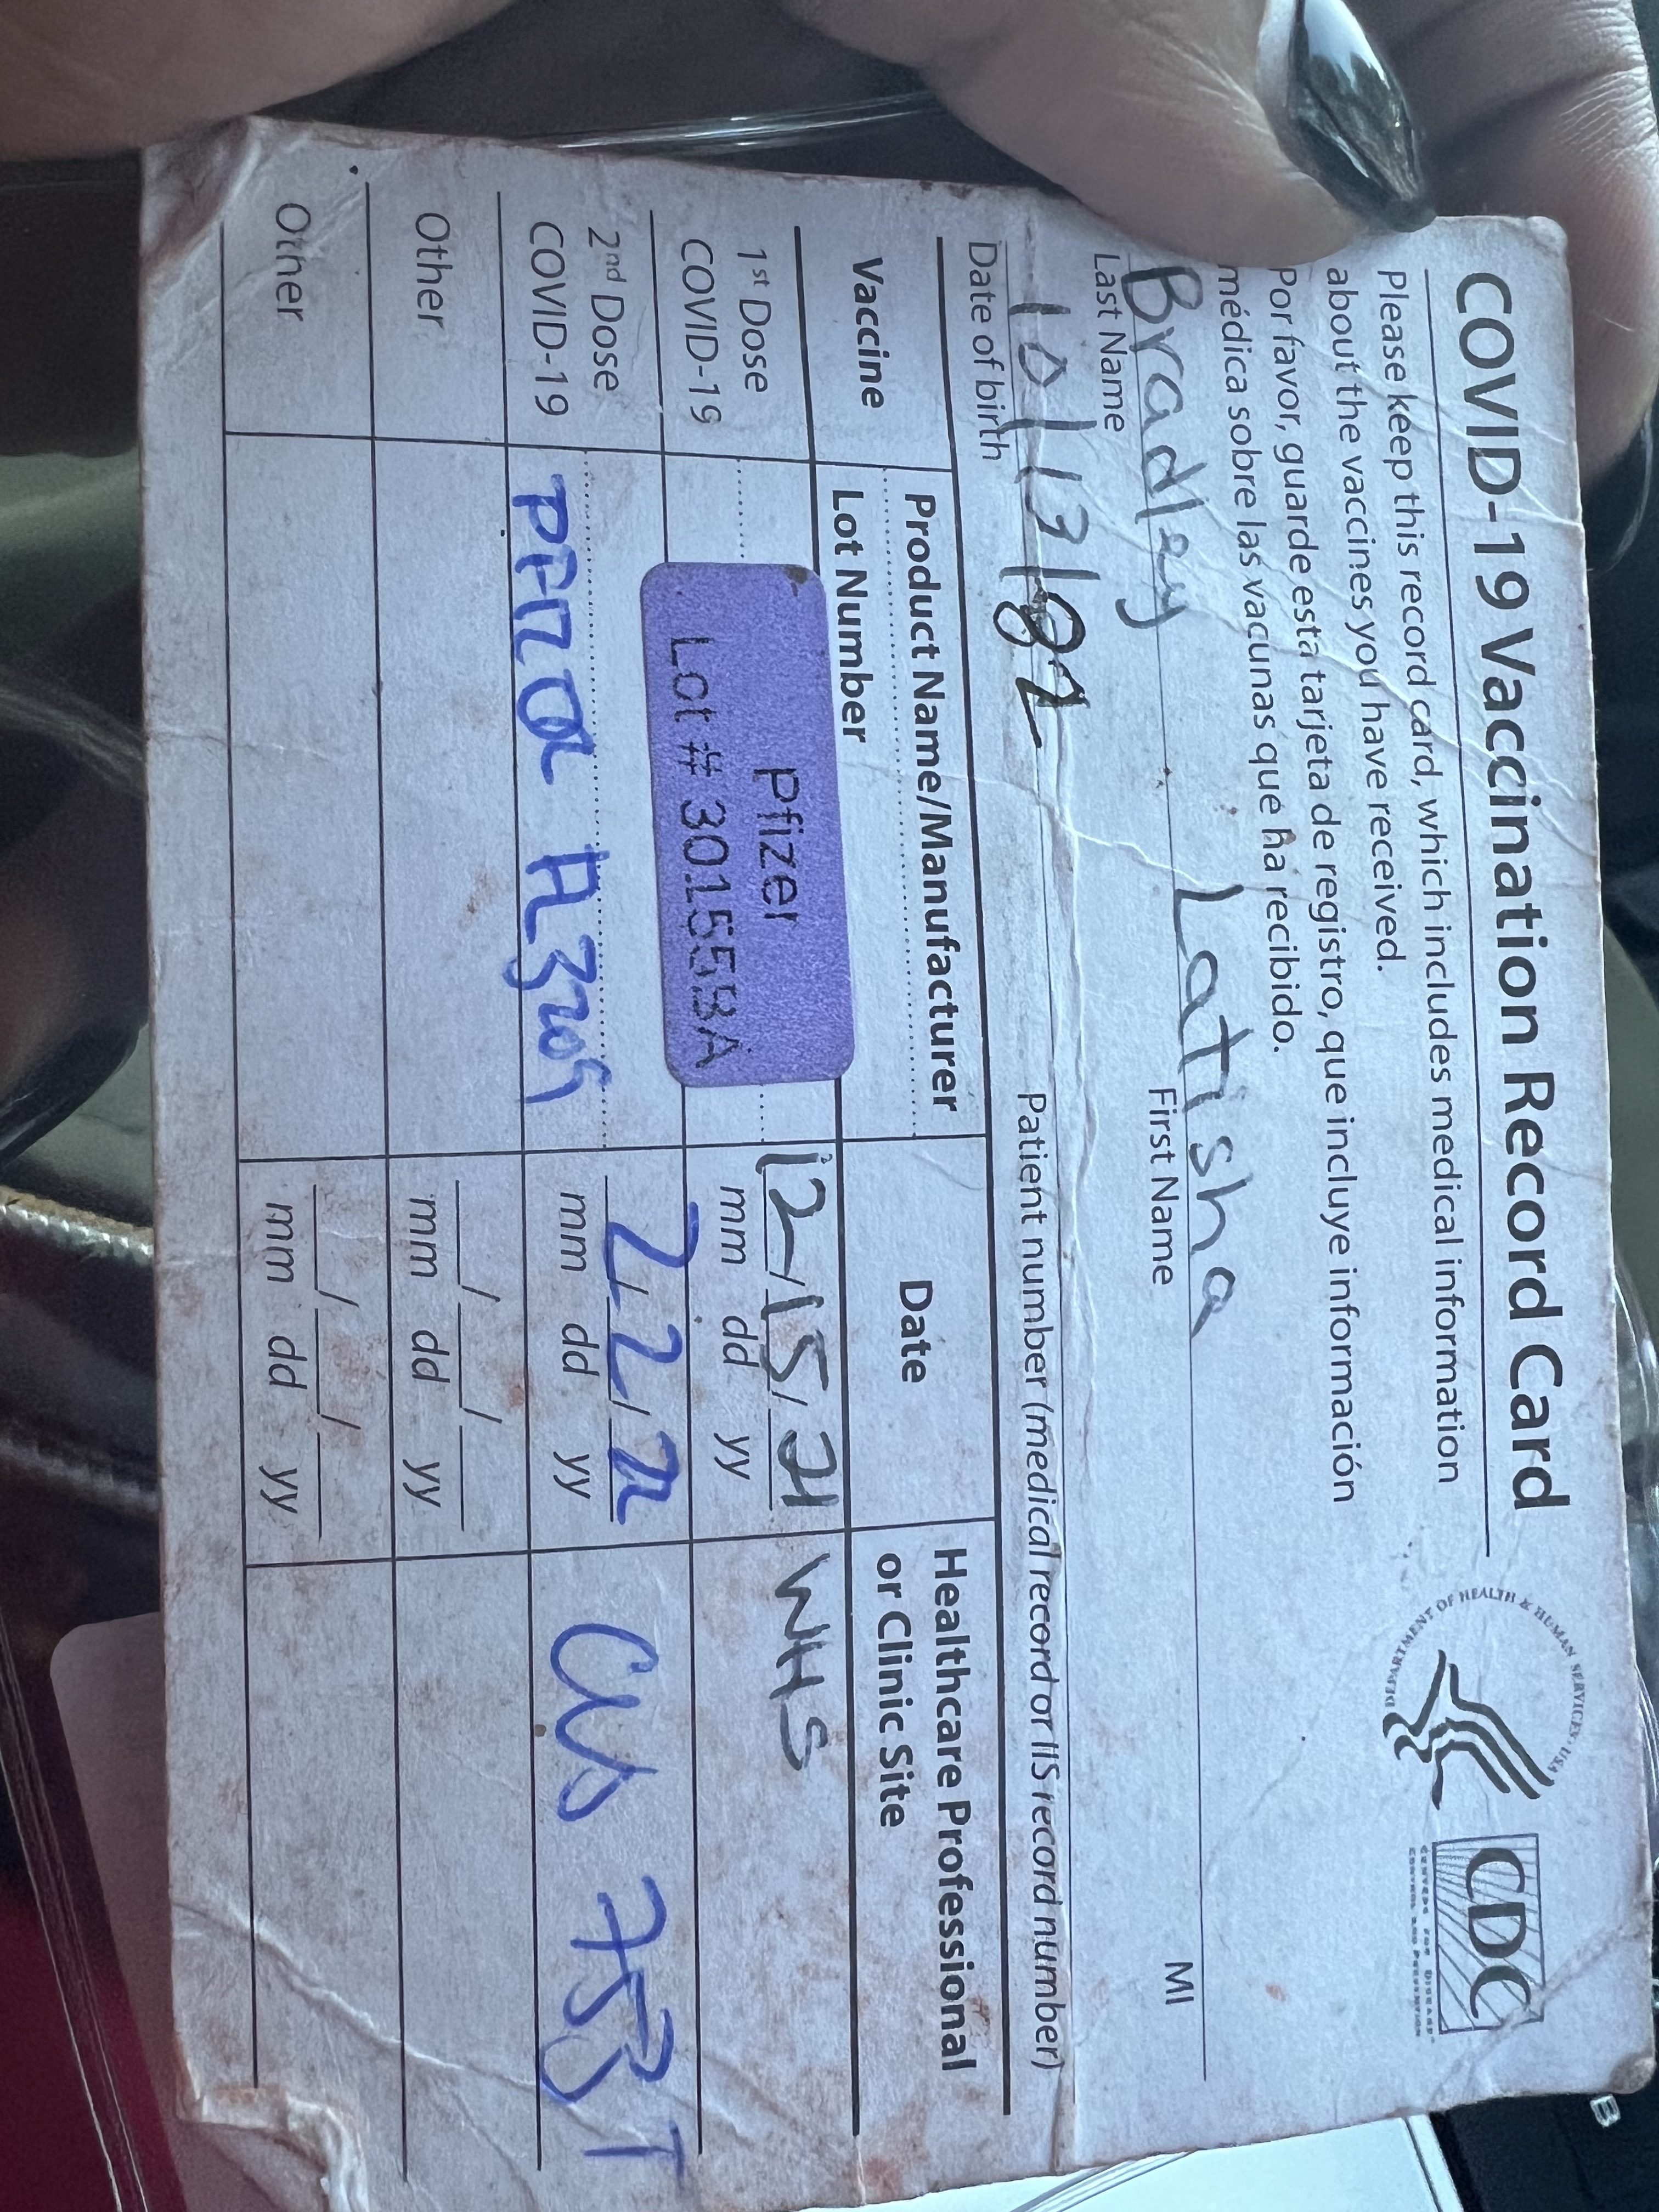 COVID-19 Vaccination Record Card
Please keep this record card, which includes medical information
about the vaccines you have received.
Por favor, guarde esta tarjeta de registro, que incluye información
médica sobre las vacunas que ha recibido.
DEPARTMENT OF HEALTH & HUMAN SERVICES, USA
CDC
CENTERS FOR DISEASE
CONTROL AND PREVENTION
Bradley Latisha
Last Name First Name MI
10/13/82
Date of birth Patient number (medical record or IIS record number)
Vaccine Product Name/Manufacturer Date Healthcare Professional
Lot Number or Clinic Site
1st Dose Pfizer 12/15/21 WHS
COVID-19 Lot # 301558A mm dd yy
2nd Dose 2/2/22
COVID-19 mm dd yy
Other __/__/__
mm dd yy
Other __/__/__
mm dd yy